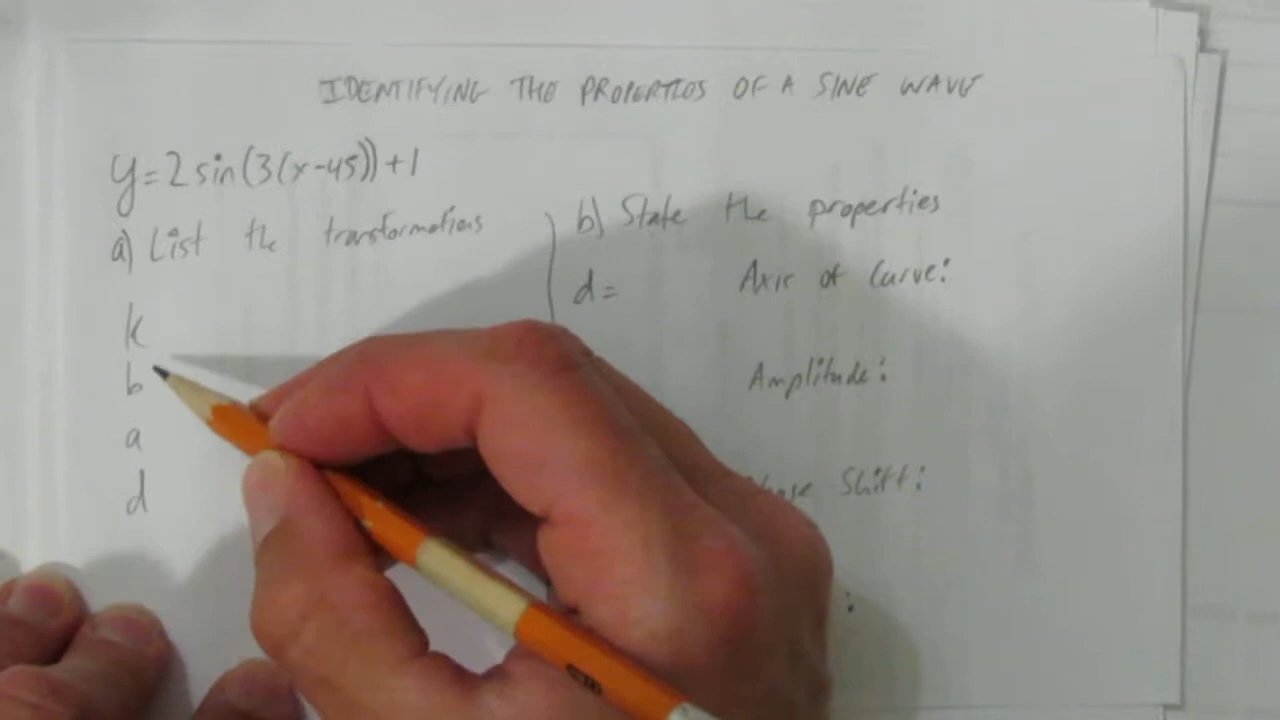 IDENTIFYING THE PROPERTIES OF A SINE WAVE
y=2 sin(3(x-45))+1
a) List the transformations
k
b
a
d
b) State the properties
d=
Axis of Curve:
Amplitude:
Shift:
: